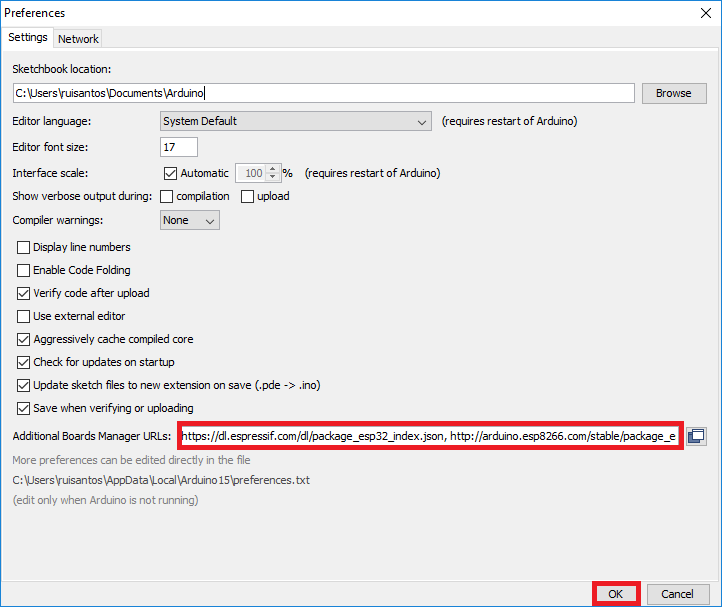 Preferences
Settings Network
Sketchbook location:
C:\Users\ruisantos\Documents\Arduino Browse
Editor language: System Default (requires restart of Arduino)
Editor font size: 17
Interface scale: Automatic 100 % (requires restart of Arduino)
Show verbose output during: compilation upload
Compiler warnings: None
Display line numbers
Enable Code Folding
Verify code after upload
Use external editor
Aggressively cache compiled core
Check for updates on startup
Update sketch files to new extension on save (.pde -> .ino)
Save when verifying or uploading
Additional Boards Manager URLs: https://dl.espressif.com/dl/package_esp32_index.json, http://arduino.esp8266.com/stable/package_e
More preferences can be edited directly in the file
C:\Users\ruisantos\AppData\Local\Arduino15\preferences.txt
(edit only when Arduino is not running)
OK Cancel